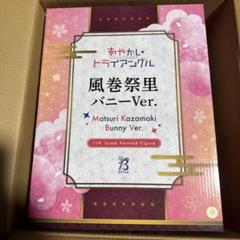 あやかし
トライアングル
風巻祭里
バニーVer.
Matsuri Kazamaki
Bunny Ver.
1/4 Scale Painted Figure
B
STYLE